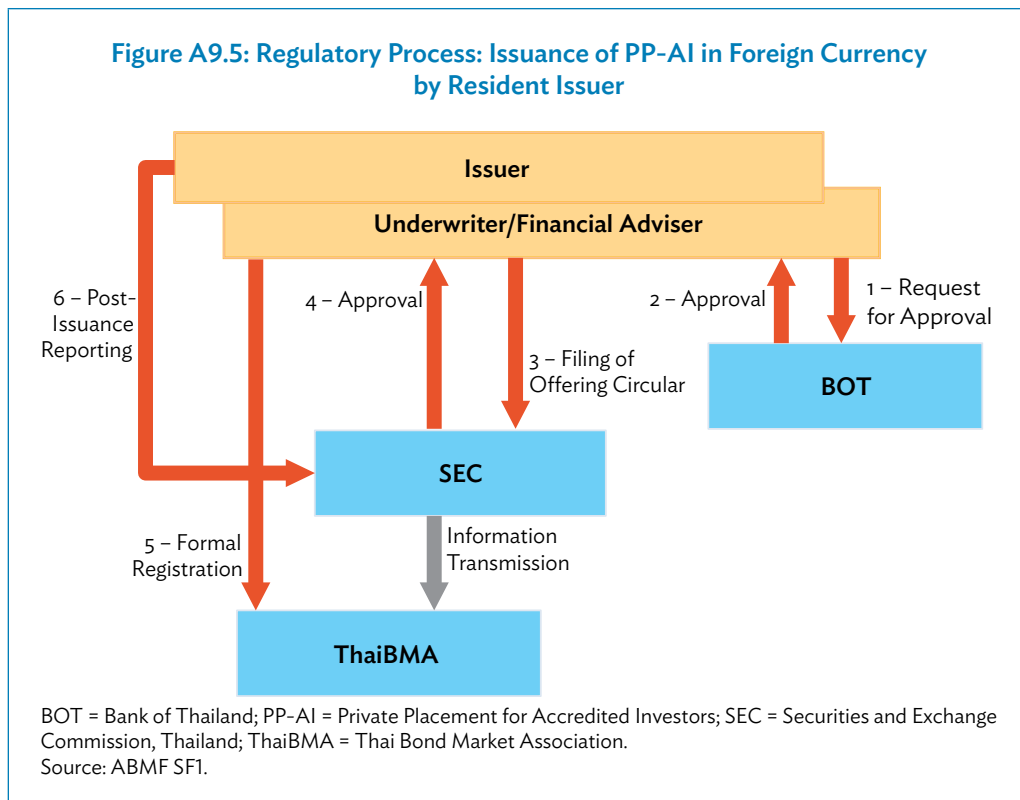 Figure A9.5: Regulatory Process: Issuance of PP-AI in Foreign Currency
by Resident Issuer
Issuer
Underwriter/Financial Adviser
6 – Post-
Issuance
Reporting
4 – Approval
3 – Filing of
Offering Circular
2 – Approval
1 – Request
for Approval
BOT
SEC
5 – Formal
Registration
Information
Transmission
ThaiBMA
BOT = Bank of Thailand; PP-AI = Private Placement for Accredited Investors; SEC = Securities and Exchange
Commission, Thailand; ThaiBMA = Thai Bond Market Association.
Source: ABMF SF1.